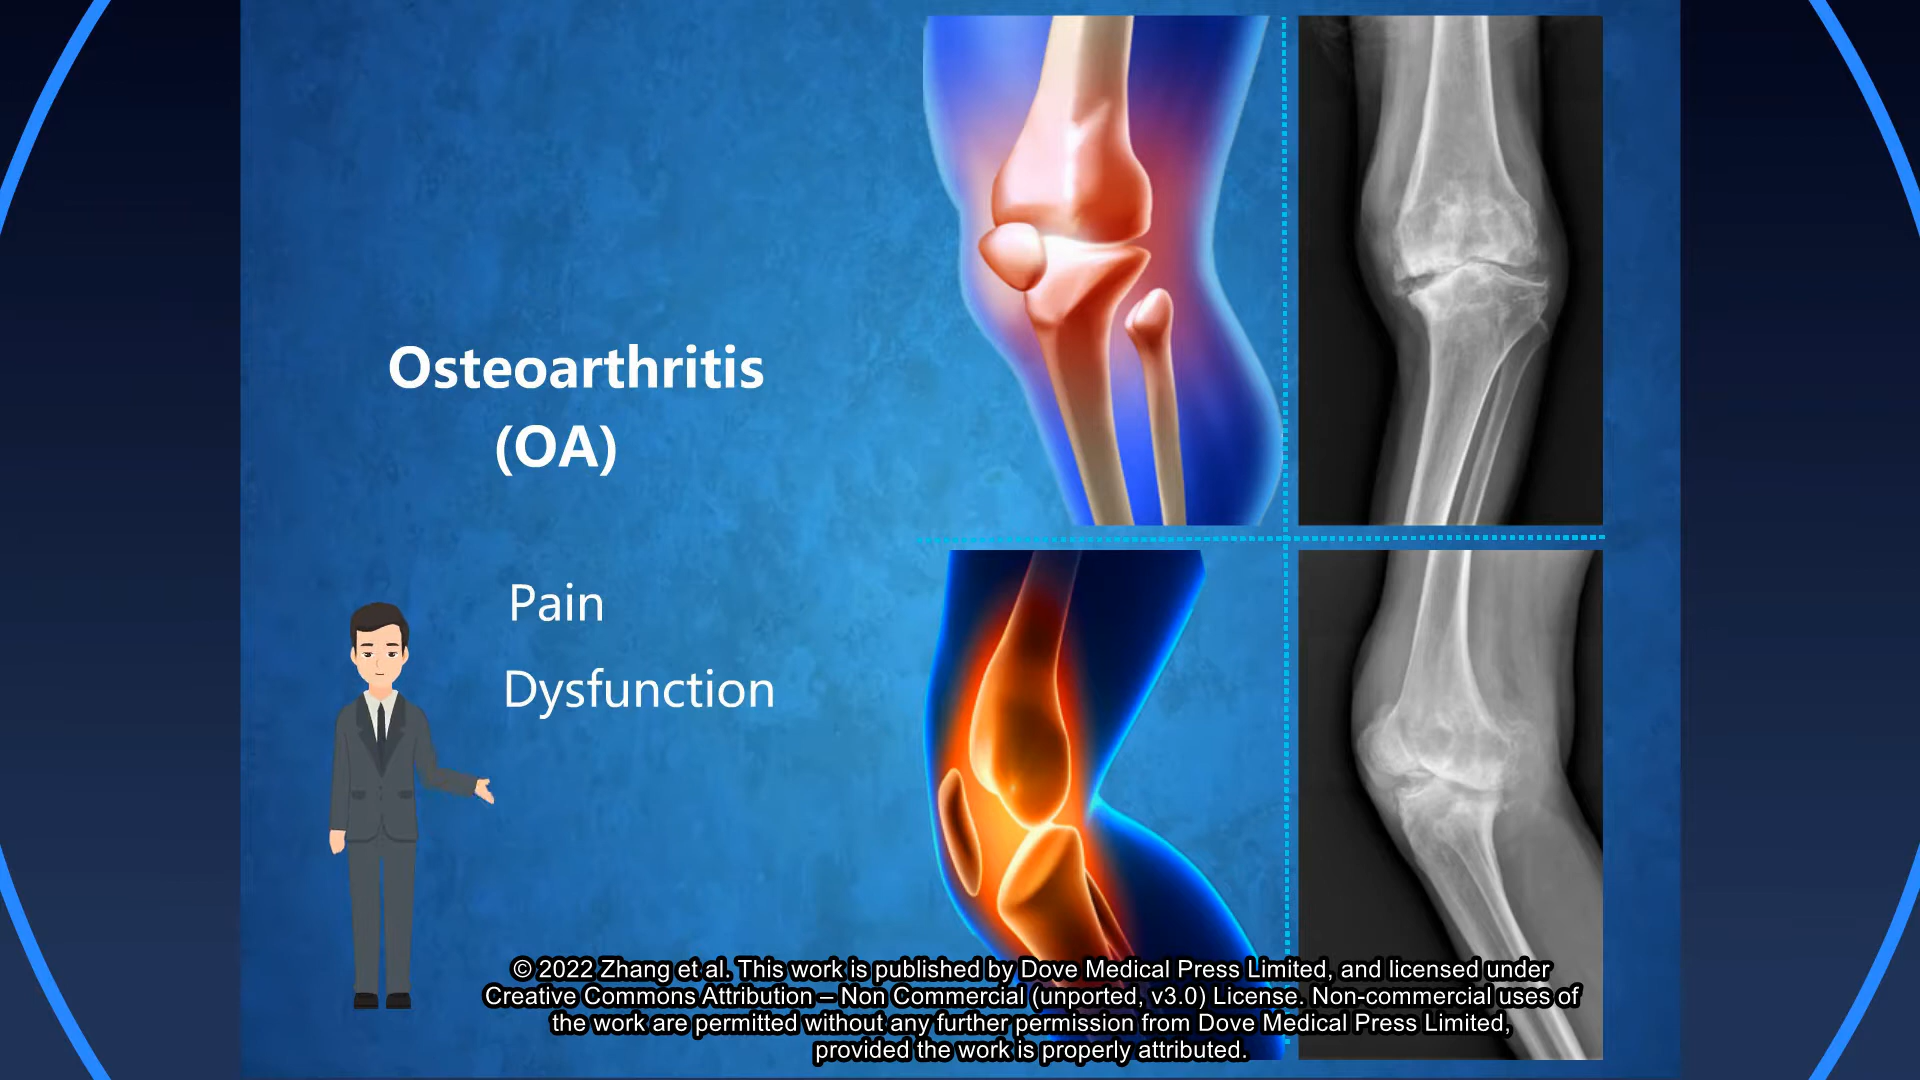 Osteoarthritis
(OA)
Pain
Dysfunction
© 2022 Zhang et al. This work is published by Dove Medical Press Limited, and licensed under
Creative Commons Attribution – Non Commercial (unported, v3.0) License. Non-commercial uses of
the work are permitted without any further permission from Dove Medical Press Limited,
provided the work is properly attributed.